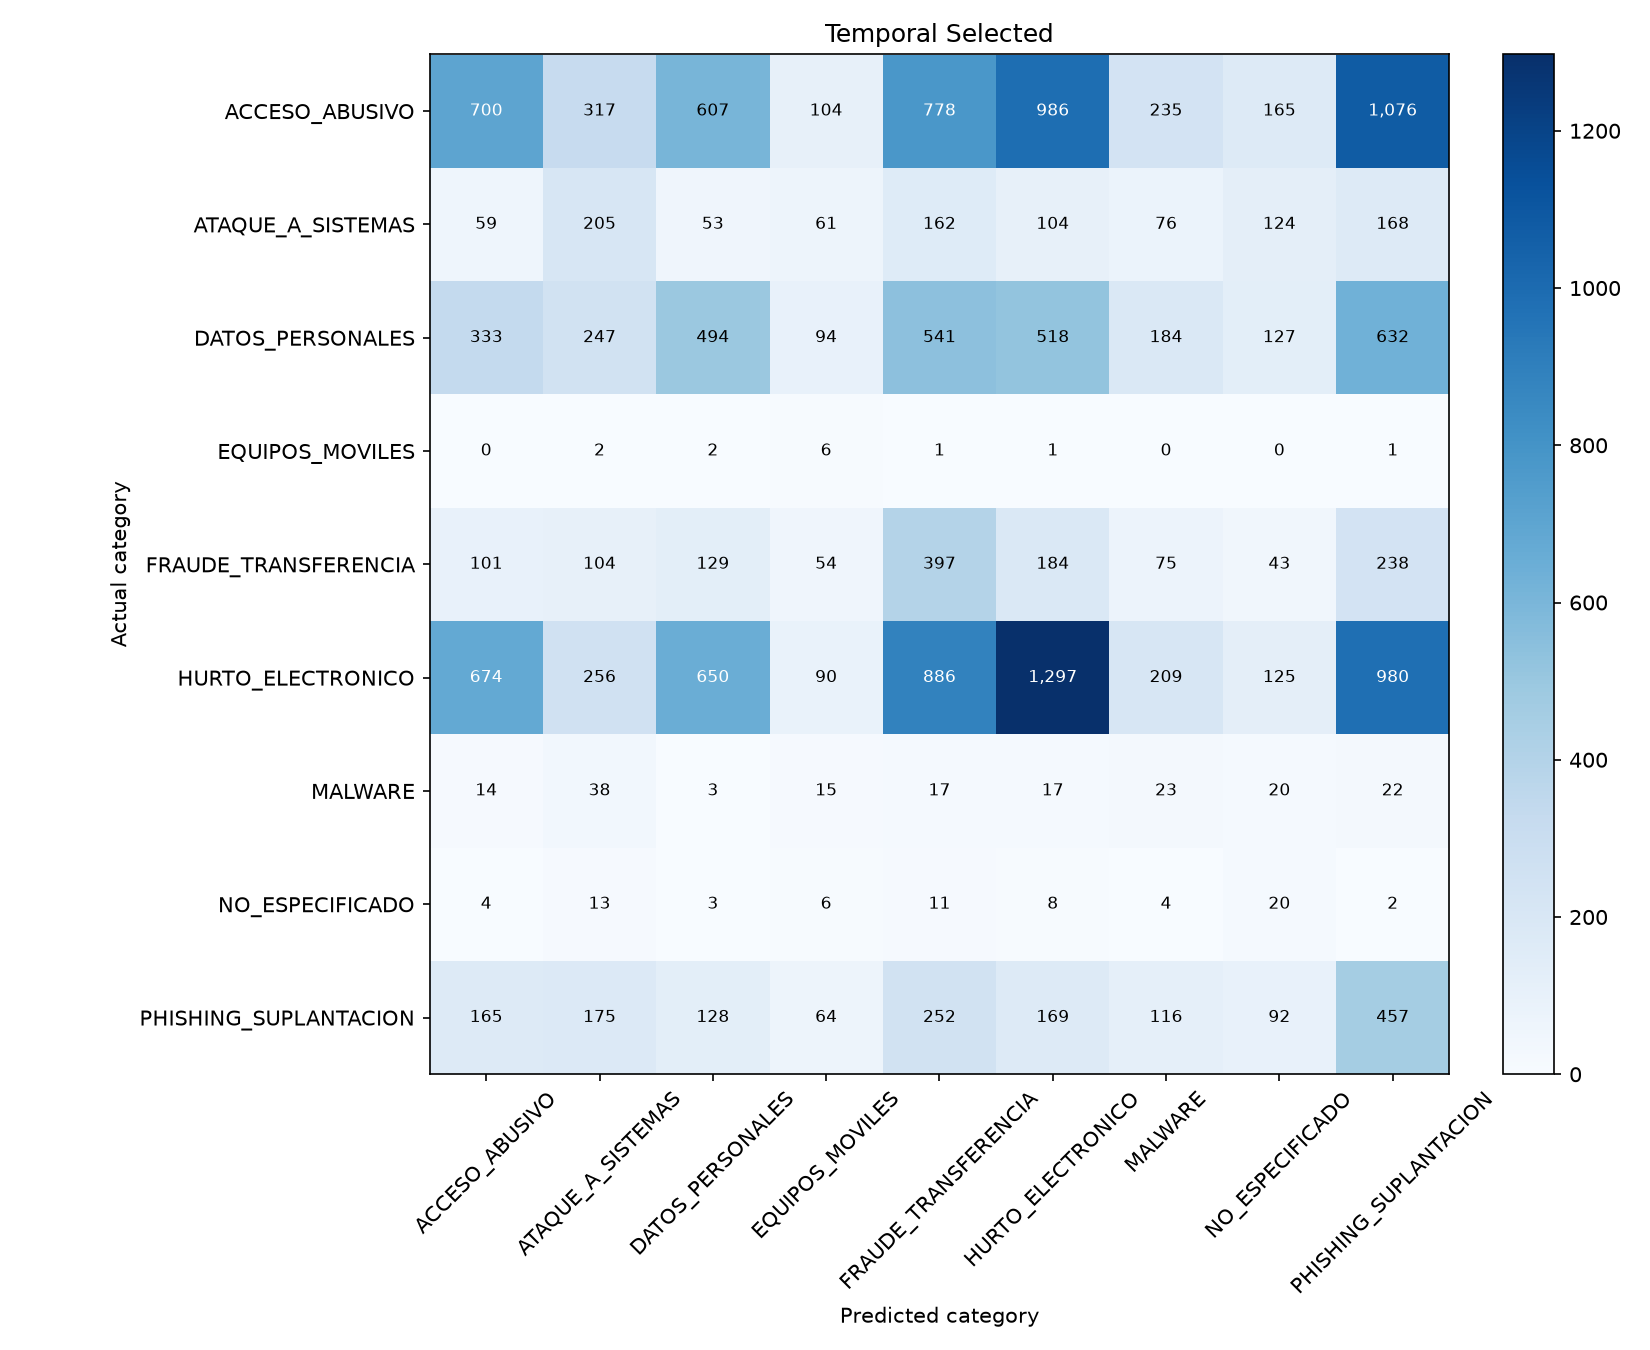 Temporal Selected
ACCESO_ABUSIVO 700 317 607 104 778 986 235 165 1,076
ATAQUE_A_SISTEMAS 59 205 53 61 162 104 76 124 168
DATOS_PERSONALES 333 247 494 94 541 518 184 127 632
EQUIPOS_MOVILES 0 2 2 6 1 1 0 0 1
FRAUDE_TRANSFERENCIA 101 104 129 54 397 184 75 43 238
HURTO_ELECTRONICO 674 256 650 90 886 1,297 209 125 980
MALWARE 14 38 3 15 17 17 23 20 22
NO_ESPECIFICADO 4 13 3 6 11 8 4 20 2
PHISHING_SUPLANTACION 165 175 128 64 252 169 116 92 457
Actual category
ACCESO_ABUSIVO
ATAQUE_A_SISTEMAS
DATOS_PERSONALES
EQUIPOS_MOVILES
FRAUDE_TRANSFERENCIA
HURTO_ELECTRONICO
MALWARE
NO_ESPECIFICADO
PHISHING_SUPLANTACION
Predicted category
1200
1000
800
600
400
200
0